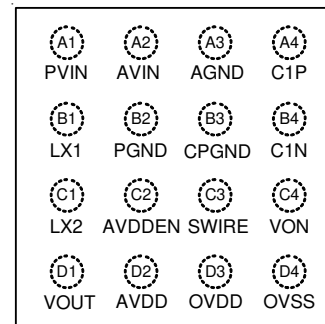 A1 A2 A3 A4
PVIN AVIN AGND C1P
B1 B2 B3 B4
LX1 PGND CPGND C1N
C1 C2 C3 C4
LX2 AVDDEN SWIRE VON
D1 D2 D3 D4
VOUT AVDD OVDD OVSS